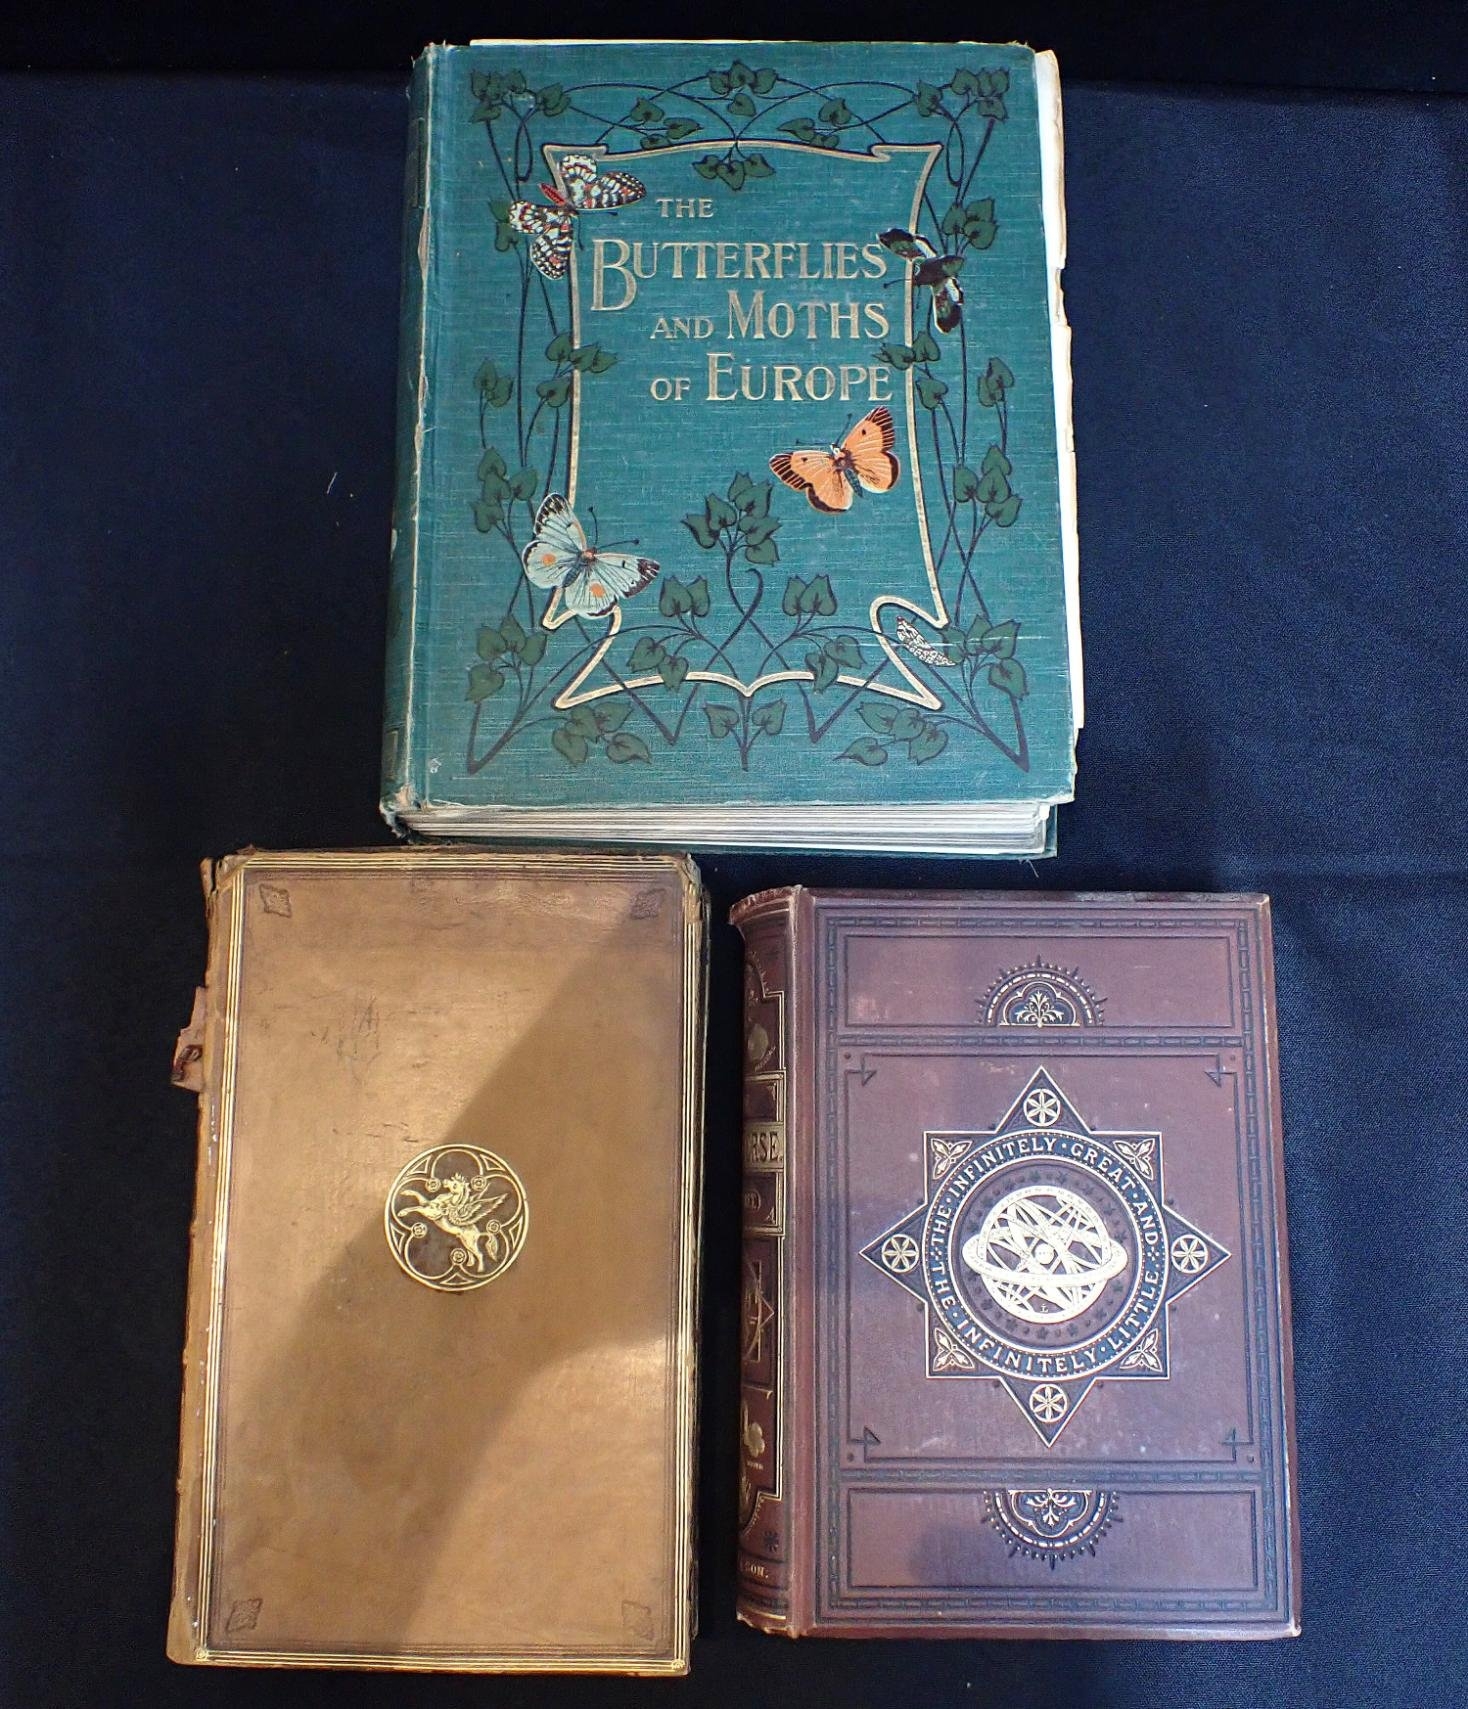 THE
BUTTERFLIES
AND MOTHS
OF EUROPE
THE · INFINITELY · GREAT · AND
THE · INFINITELY · LITTLE